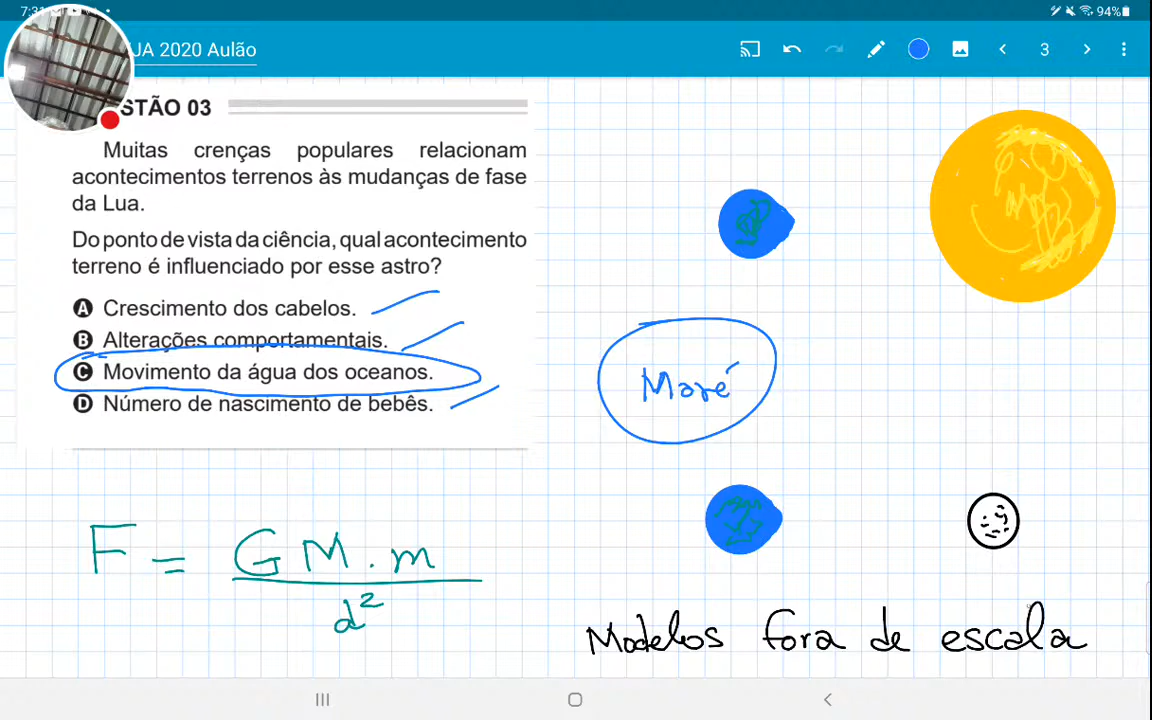 7:31
94%
UA 2020 Aulão
3
STÃO 03
Muitas crenças populares relacionam
acontecimentos terrenos às mudanças de fase
da Lua.
Do ponto de vista da ciência, qual acontecimento
terreno é influenciado por esse astro?
A Crescimento dos cabelos.
B Alterações comportamentais.
C Movimento da água dos oceanos.
D Número de nascimento de bebês.
Maré
F = G M . m
d²
Modelos fora de escala